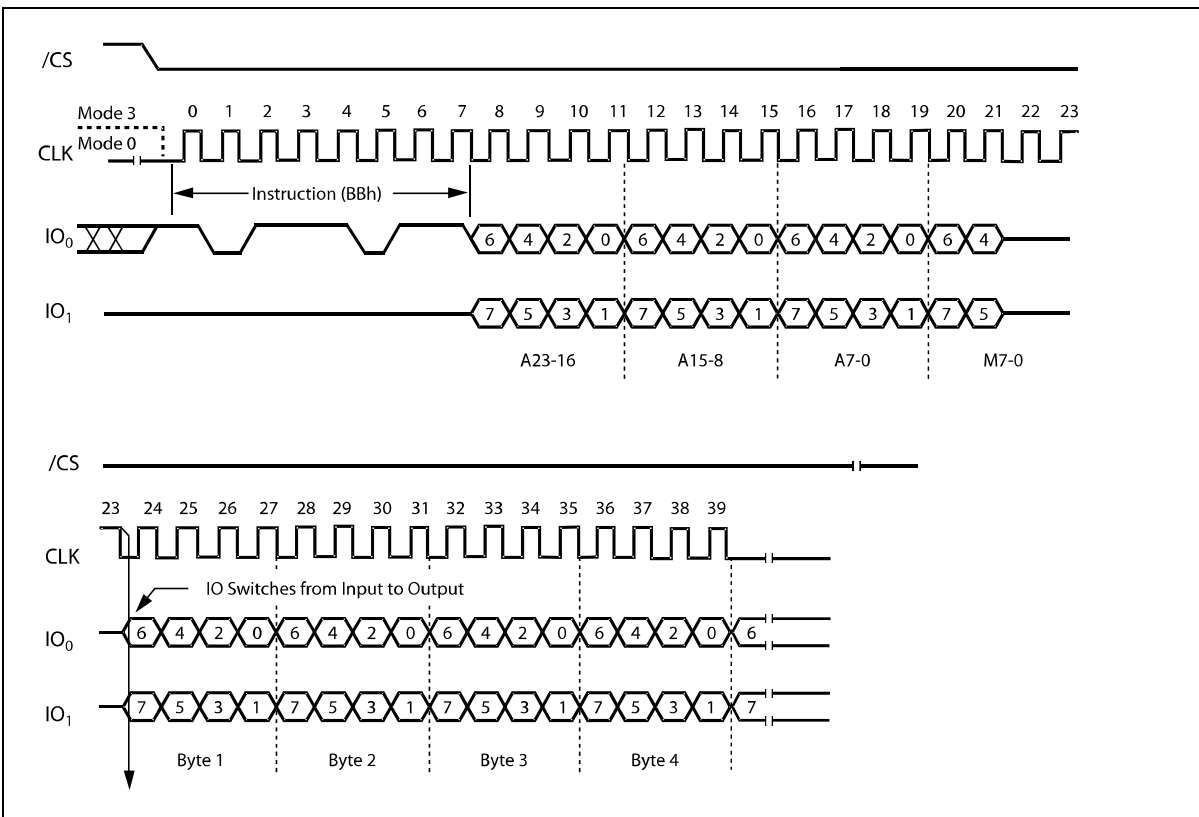 /CS
Mode 3
Mode 0
CLK
0 1 2 3 4 5 6 7 8 9 10 11 12 13 14 15 16 17 18 19 20 21 22 23
Instruction (BBh)
IO0
6 4 2 0 6 4 2 0 6 4 2 0 6 4
IO1
7 5 3 1 7 5 3 1 7 5 3 1 7 5
A23-16 A15-8 A7-0 M7-0
/CS
23 24 25 26 27 28 29 30 31 32 33 34 35 36 37 38 39
CLK
IO Switches from Input to Output
IO0
6 4 2 0 6 4 2 0 6 4 2 0 6 4 2 0 6
IO1
7 5 3 1 7 5 3 1 7 5 3 1 7 5 3 1 7
Byte 1 Byte 2 Byte 3 Byte 4